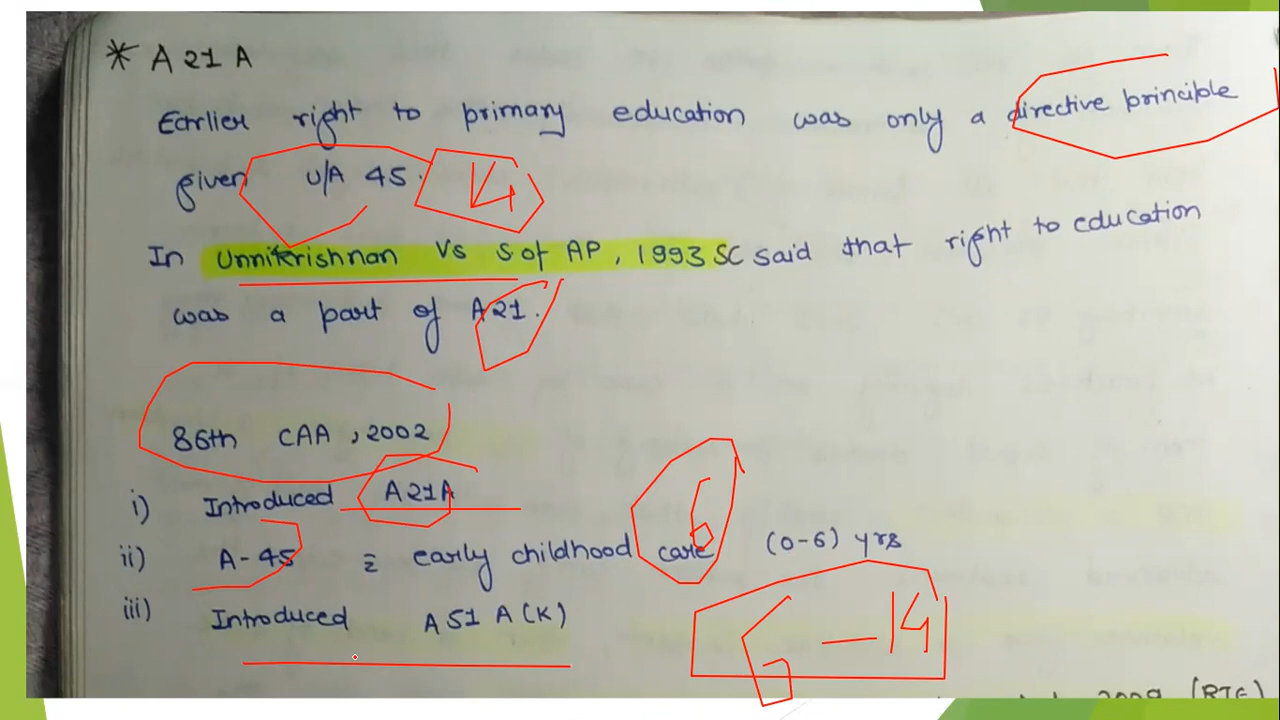 * A 21 A
Earlier right to primary education was only a directive principle
given U/A 45. 14
In Unnikrishnan Vs S of AP, 1993 SC said that right to education
was a part of A21.
86th CAA, 2002
i) Introduced A21A
ii) A-45 = early childhood care (0-6) yrs
6
iii) Introduced A51 A(K)
6 - 14
2009 (RTE)